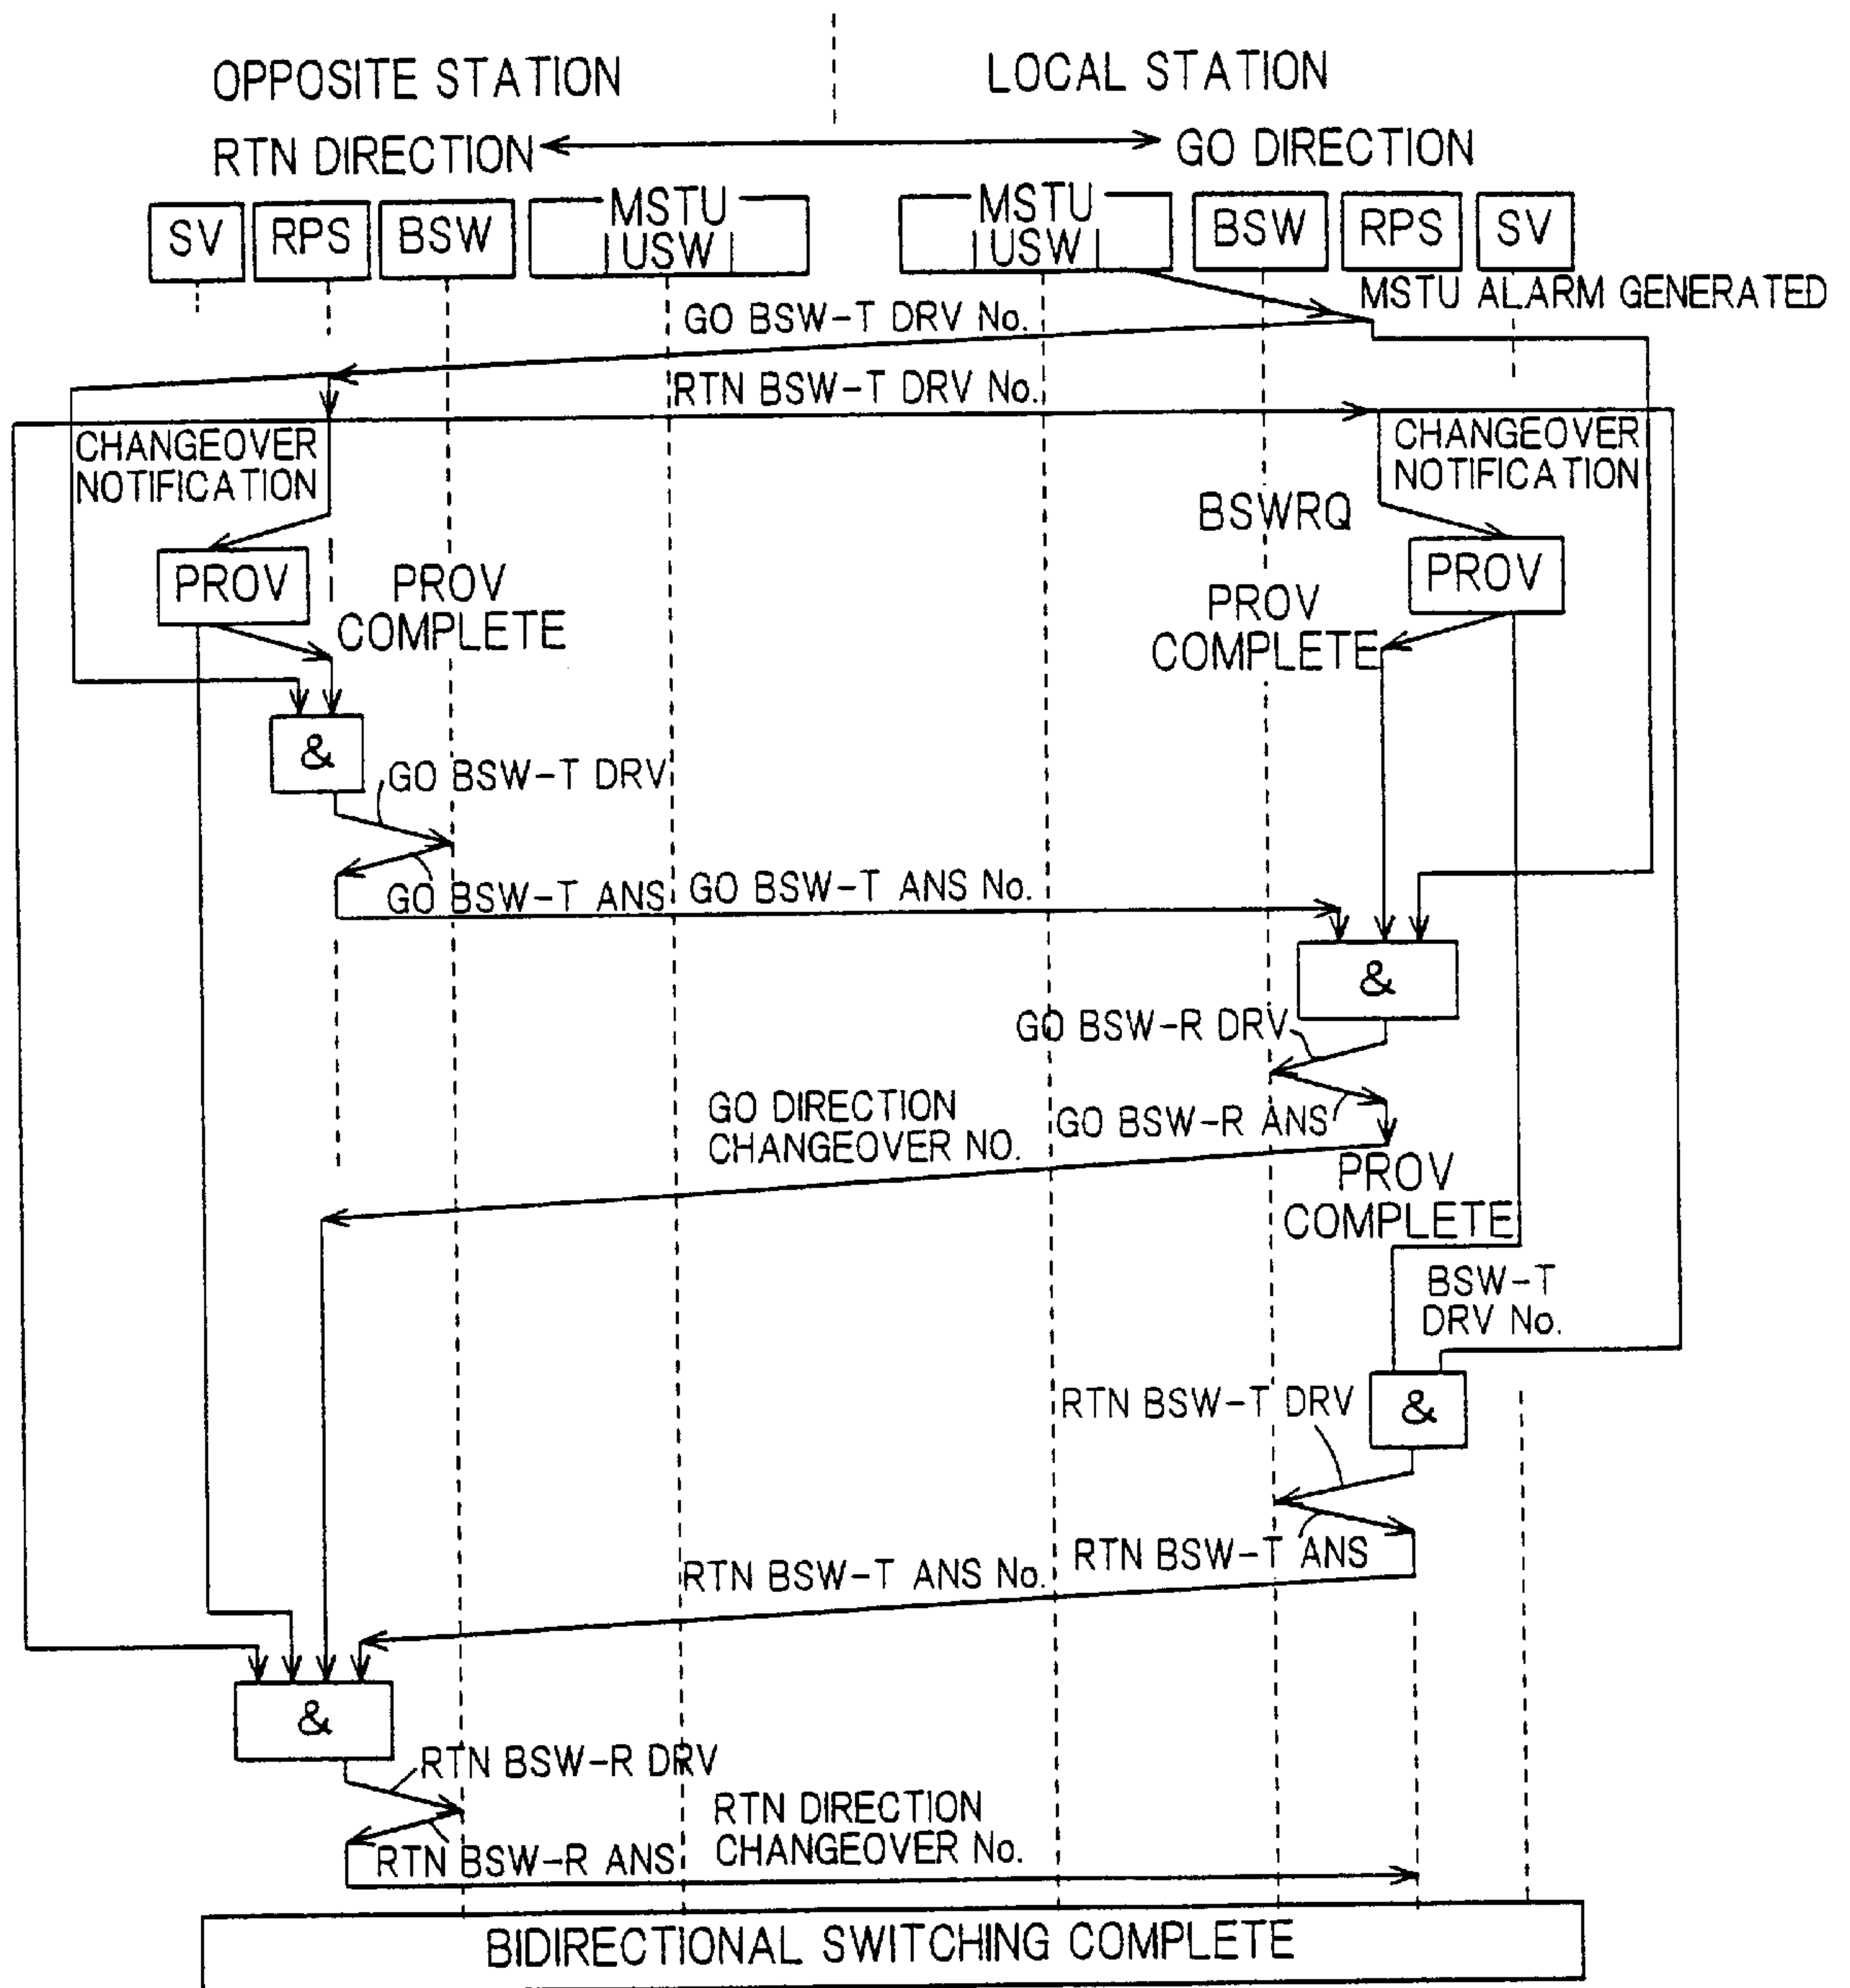 OPPOSITE STATION
LOCAL STATION
RTN DIRECTION
GO DIRECTION
SV
RPS
BSW
MSTU
USW
MSTU
USW
BSW
RPS
SV
MSTU ALARM GENERATED
GO BSW-T DRV No.
RTN BSW-T DRV No.
CHANGEOVER
NOTIFICATION
CHANGEOVER
NOTIFICATION
BSWRQ
PROV
PROV
COMPLETE
PROV
PROV
COMPLETE
&
GO BSW-T DRV
GO BSW-T ANS
GO BSW-T ANS No.
&
GO BSW-R DRV
GO BSW-R ANS
GO DIRECTION
CHANGEOVER NO.
PROV
COMPLETE
BSW-T
DRV No.
&
RTN BSW-T DRV
RTN BSW-T ANS
RTN BSW-T ANS No.
&
RTN BSW-R DRV
RTN BSW-R ANS
RTN DIRECTION
CHANGEOVER No.
BIDIRECTIONAL SWITCHING COMPLETE